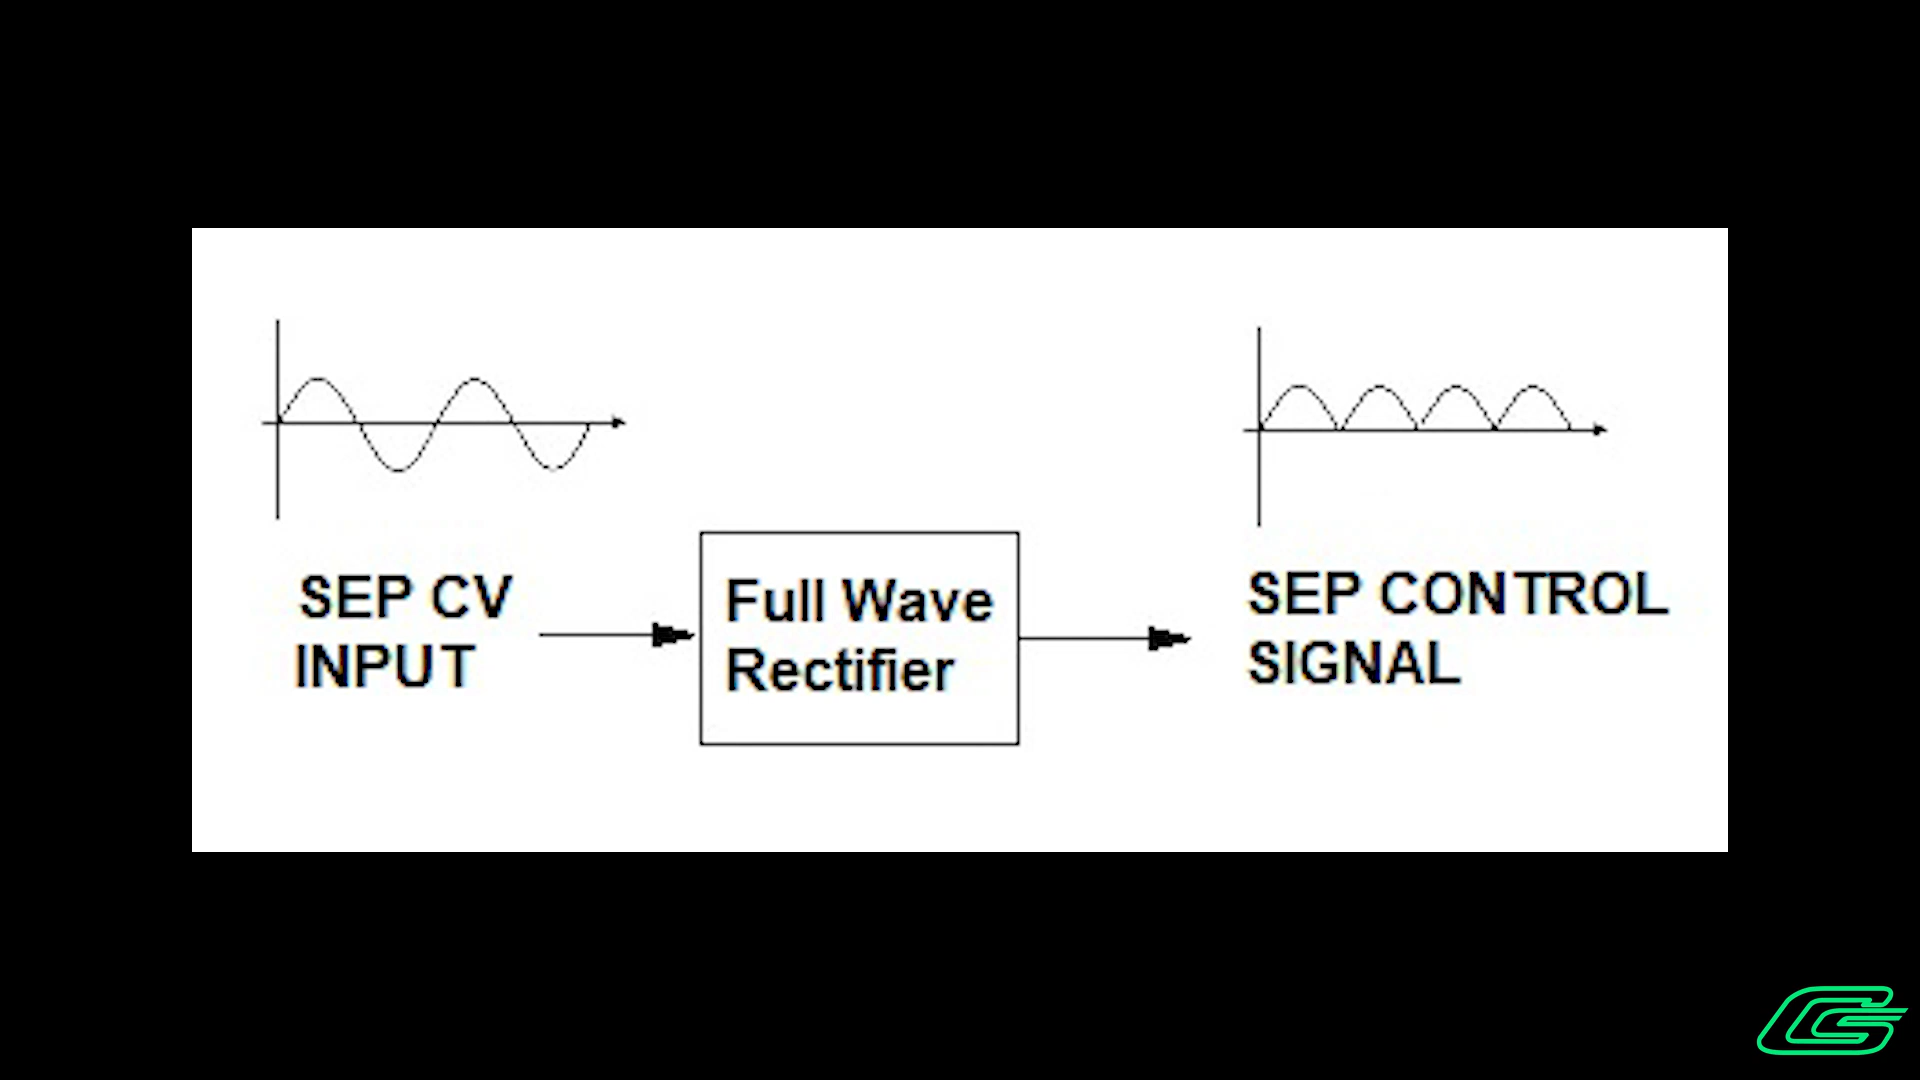 SEP CV
INPUT
Full Wave
Rectifier
SEP CONTROL
SIGNAL